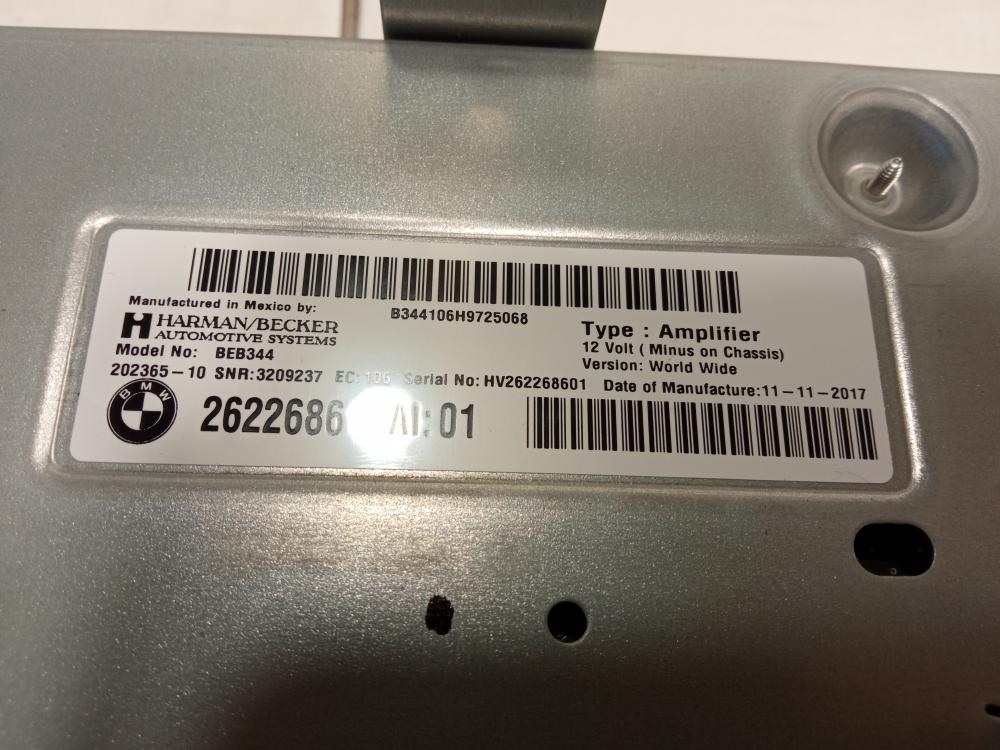 Manufactured in Mexico by:
B344106H9725068
HARMAN/BECKER
AUTOMOTIVE SYSTEMS
Type : Amplifier
12 Volt ( Minus on Chassis)
Model No: BEB344
Version: World Wide
202365-10 SNR:3209237 EC: 106 Serial No: HV262268601 Date of Manufacture:11-11-2017
BMW
AI: 01